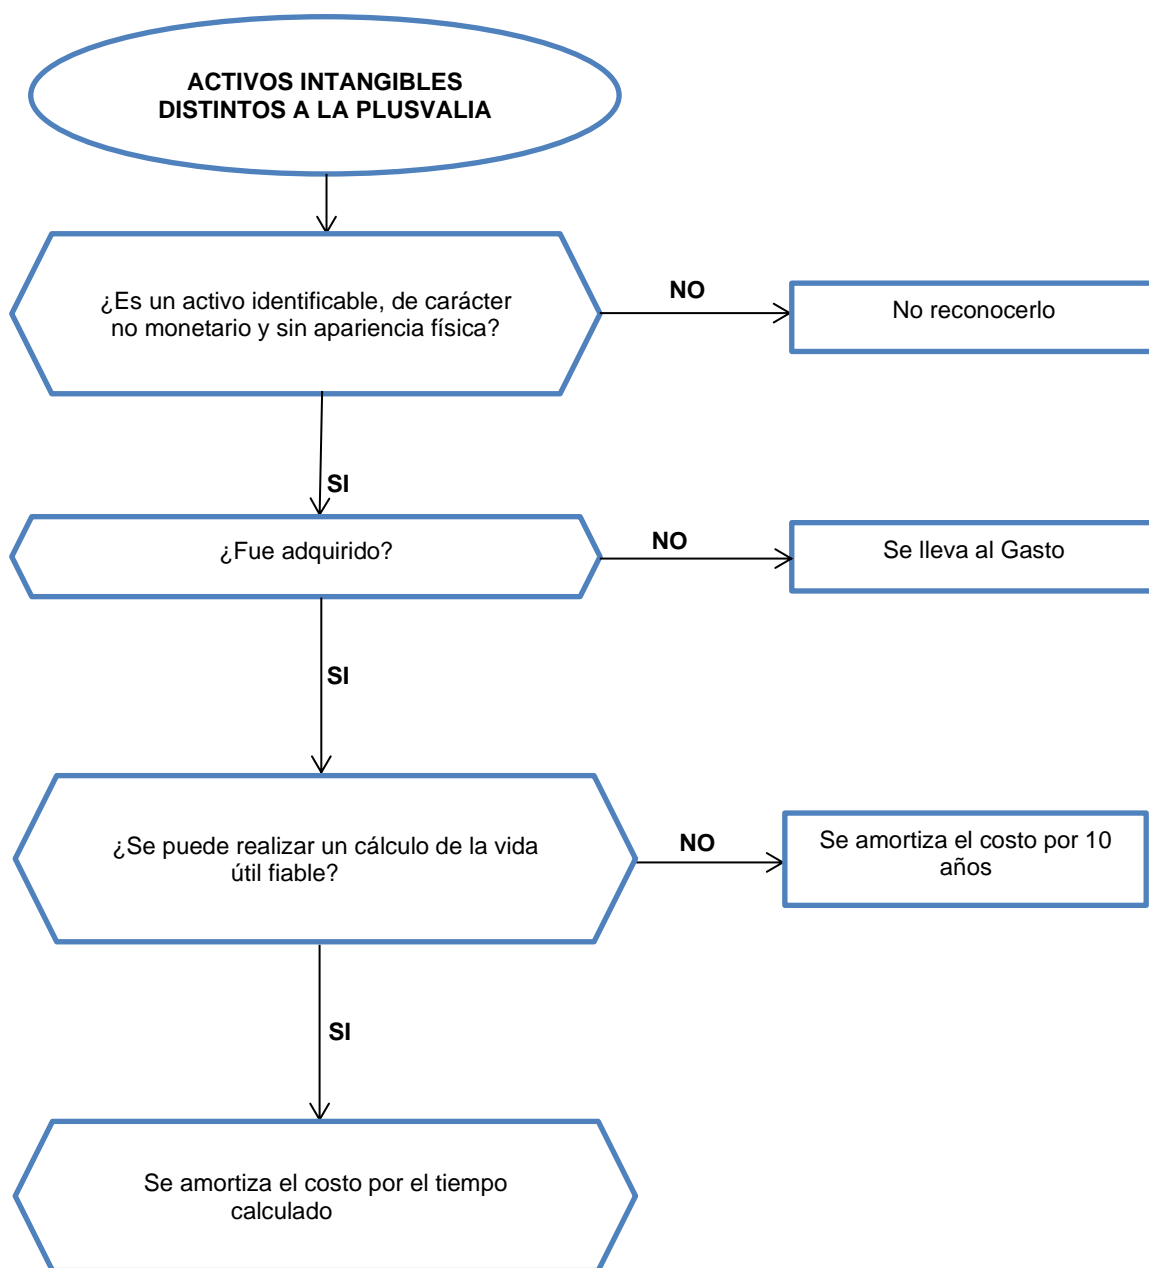 ACTIVOS INTANGIBLES
DISTINTOS A LA PLUSVALIA
¿Es un activo identificable, de carácter
no monetario y sin apariencia física?
NO
No reconocerlo
SI
¿Fue adquirido?
NO
Se lleva al Gasto
SI
¿Se puede realizar un cálculo de la vida
útil fiable?
NO
Se amortiza el costo por 10
años
SI
Se amortiza el costo por el tiempo
calculado